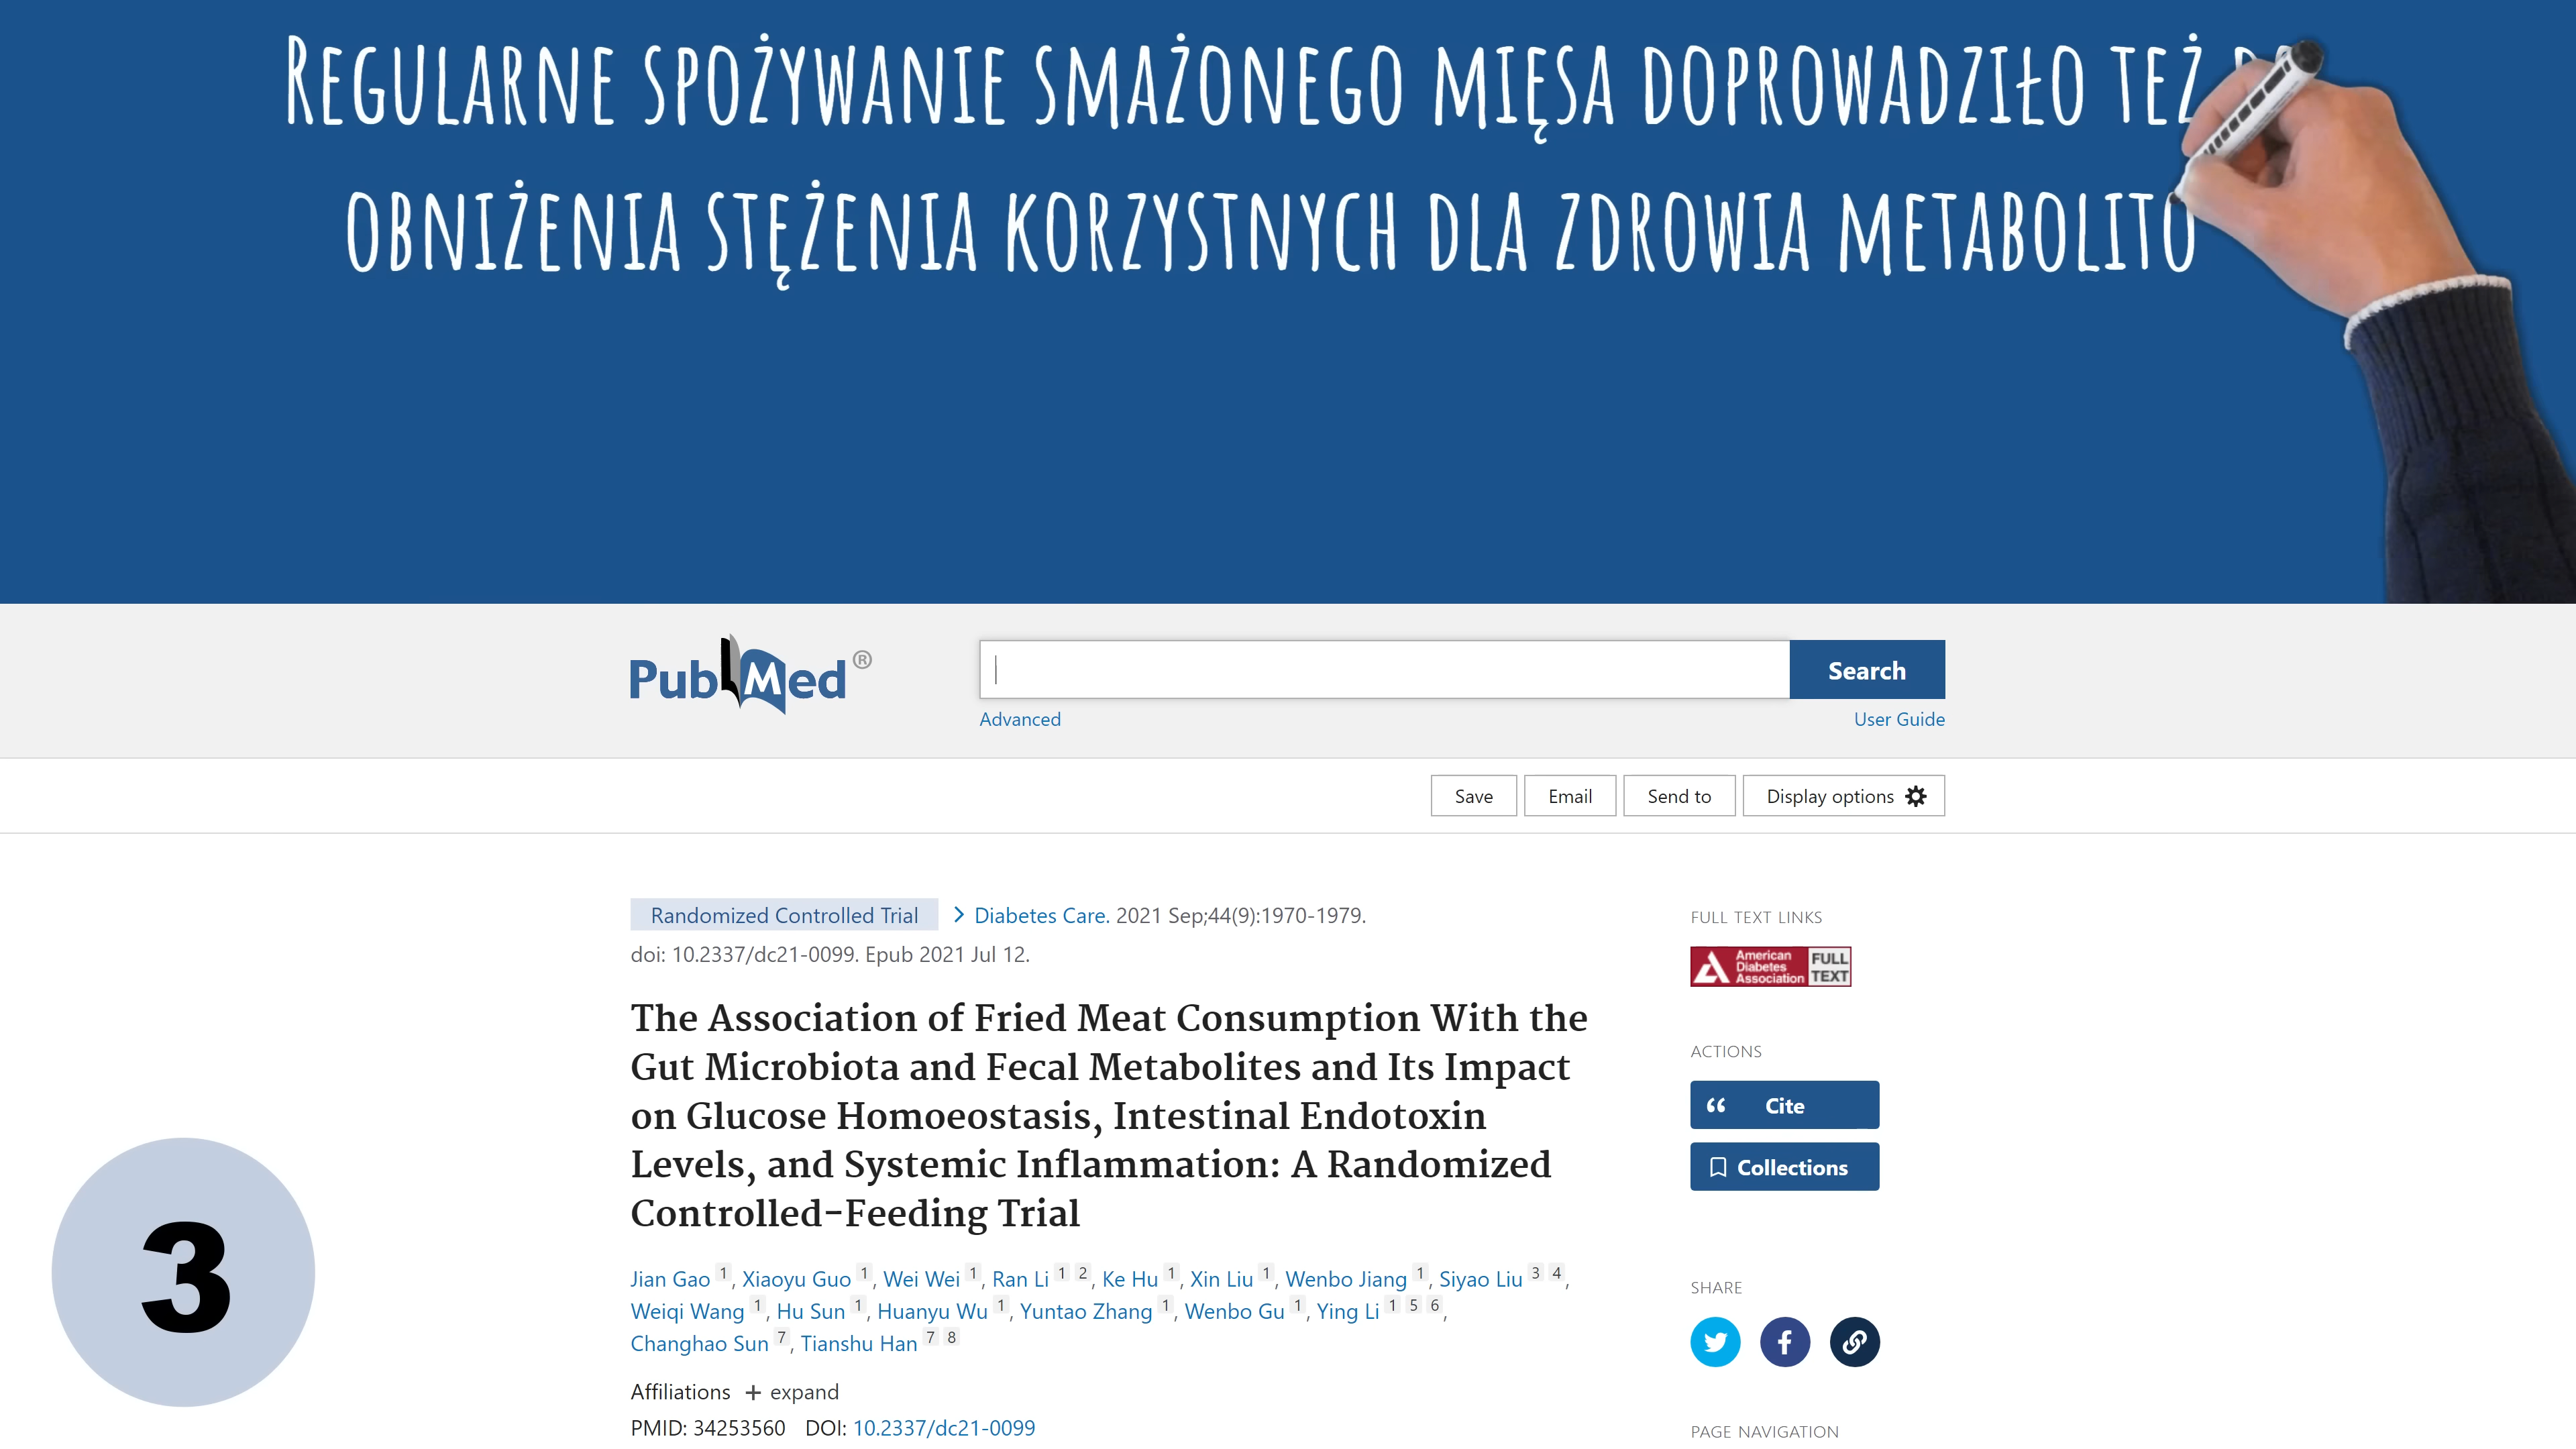 REGULARNE SPOŻYWANIE SMAŻONEGO MIĘSA DOPROWADZIŁO TEŻ
OBNIŻENIA STĘŻENIA KORZYSTNYCH DLA ZDROWIA METABOLITO
PubMed®
Search
Advanced
User Guide
Save
Email
Send to
Display options
Randomized Controlled Trial > Diabetes Care. 2021 Sep;44(9):1970-1979.
doi: 10.2337/dc21-0099. Epub 2021 Jul 12.
The Association of Fried Meat Consumption With the
Gut Microbiota and Fecal Metabolites and Its Impact
on Glucose Homoeostasis, Intestinal Endotoxin
Levels, and Systemic Inflammation: A Randomized
Controlled-Feeding Trial
Jian Gao 1, Xiaoyu Guo 1, Wei Wei 1, Ran Li 1 2, Ke Hu 1, Xin Liu 1, Wenbo Jiang 1, Siyao Liu 3 4,
Weiqi Wang 1, Hu Sun 1, Huanyu Wu 1, Yuntao Zhang 1, Wenbo Gu 1, Ying Li 1 5 6,
Changhao Sun 7, Tianshu Han 7 8
Affiliations + expand
PMID: 34253560 DOI: 10.2337/dc21-0099
FULL TEXT LINKS
American
Diabetes
Association
FULL
TEXT
ACTIONS
Cite
Collections
SHARE
PAGE NAVIGATION
3